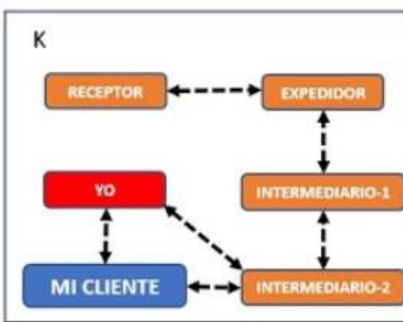 K
RECEPTOR
EXPEDIDOR
YO
INTERMEDIARIO-1
MI CLIENTE
INTERMEDIARIO-2